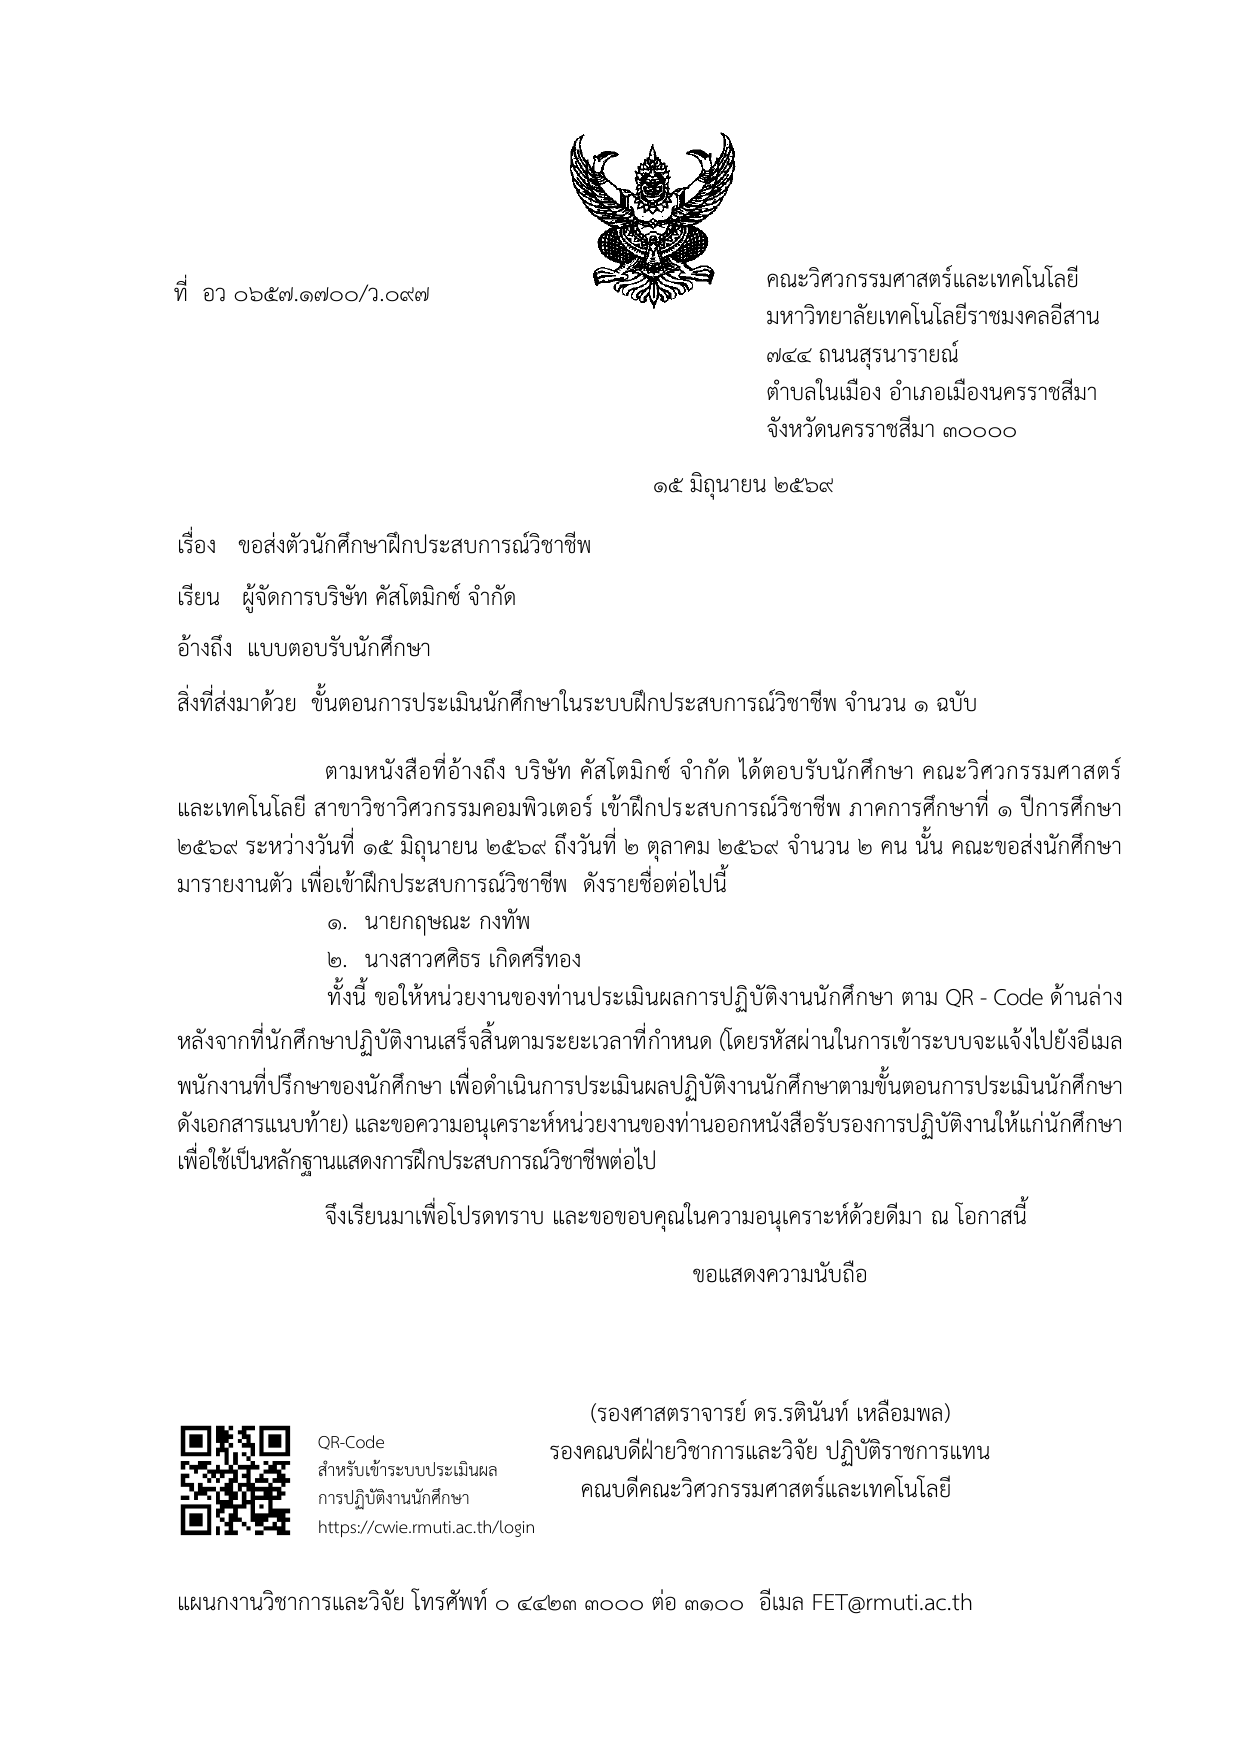 ที่ อว ๐๖๕๗.๑๗๐๐/ว.๐๙๗
คณะวิศวกรรมศาสตร์และเทคโนโลยี
มหาวิทยาลัยเทคโนโลยีราชมงคลอีสาน
๗๔๔ ถนนสุรนารายณ์
ตำบลในเมือง อำเภอเมืองนครราชสีมา
จังหวัดนครราชสีมา ๓๐๐๐๐
๑๕ มิถุนายน ๒๕๖๙
เรื่อง ขอส่งตัวนักศึกษาฝึกประสบการณ์วิชาชีพ
เรียน ผู้จัดการบริษัท คัสโตมิกซ์ จำกัด
อ้างถึง แบบตอบรับนักศึกษา
สิ่งที่ส่งมาด้วย ขั้นตอนการประเมินนักศึกษาในระบบฝึกประสบการณ์วิชาชีพ จำนวน ๑ ฉบับ
ตามหนังสือที่อ้างถึง บริษัท คัสโตมิกซ์ จำกัด ได้ตอบรับนักศึกษา คณะวิศวกรรมศาสตร์
และเทคโนโลยี สาขาวิชาวิศวกรรมคอมพิวเตอร์ เข้าฝึกประสบการณ์วิชาชีพ ภาคการศึกษาที่ ๑ ปีการศึกษา
๒๕๖๙ ระหว่างวันที่ ๑๕ มิถุนายน ๒๕๖๙ ถึงวันที่ ๒ ตุลาคม ๒๕๖๙ จำนวน ๒ คน นั้น คณะขอส่งนักศึกษา
มารายงานตัว เพื่อเข้าฝึกประสบการณ์วิชาชีพ ดังรายชื่อต่อไปนี้
๑. นายกฤษณะ กงทัพ
๒. นางสาวศศิธร เกิดศรีทอง
ทั้งนี้ ขอให้หน่วยงานของท่านประเมินผลการปฏิบัติงานนักศึกษา ตาม QR - Code ด้านล่าง
หลังจากที่นักศึกษาปฏิบัติงานเสร็จสิ้นตามระยะเวลาที่กำหนด (โดยรหัสผ่านในการเข้าระบบจะแจ้งไปยังอีเมล
พนักงานที่ปรึกษาของนักศึกษา เพื่อดำเนินการประเมินผลปฏิบัติงานนักศึกษาตามขั้นตอนการประเมินนักศึกษา
ดังเอกสารแนบท้าย) และขอความอนุเคราะห์หน่วยงานของท่านออกหนังสือรับรองการปฏิบัติงานให้แก่นักศึกษา
เพื่อใช้เป็นหลักฐานแสดงการฝึกประสบการณ์วิชาชีพต่อไป
จึงเรียนมาเพื่อโปรดทราบ และขอขอบคุณในความอนุเคราะห์ด้วยดีมา ณ โอกาสนี้
ขอแสดงความนับถือ
(รองศาสตราจารย์ ดร.รตินันท์ เหลือมพล)
รองคณบดีฝ่ายวิชาการและวิจัย ปฏิบัติราชการแทน
คณบดีคณะวิศวกรรมศาสตร์และเทคโนโลยี
QR-Code
สำหรับเข้าระบบประเมินผล
การปฏิบัติงานนักศึกษา
https://cwie.rmuti.ac.th/login
แผนกงานวิชาการและวิจัย โทรศัพท์ ๐ ๔๔๒๓ ๓๐๐๐ ต่อ ๓๑๐๐ อีเมล FET@rmuti.ac.th